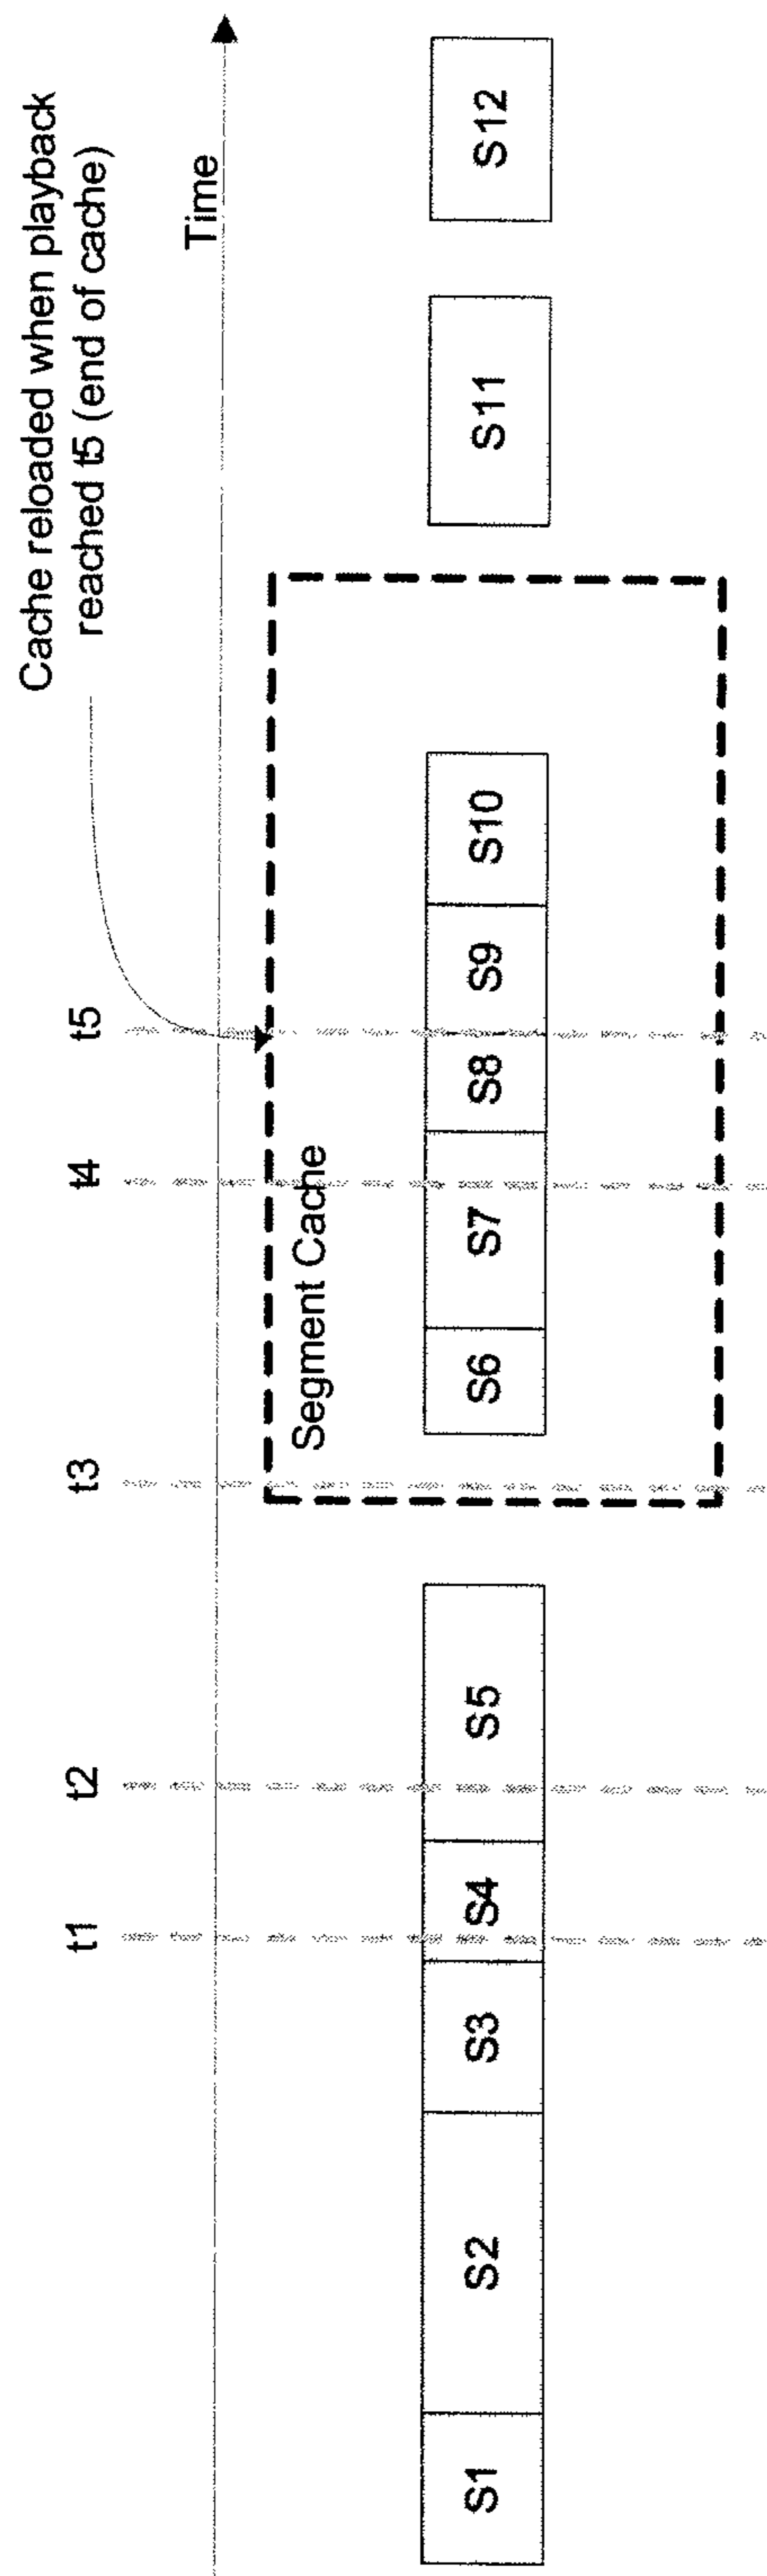 Cache reloaded when playback
reached t5 (end of cache)
Time
t1
t2
t3
t4
t5
Segment Cache
S1
S2
S3
S4
S5
S6
S7
S8
S9
S10
S11
S12